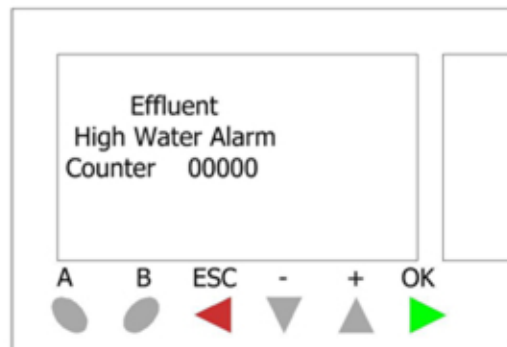 Effluent
High Water Alarm
Counter 00000
A B ESC - + OK